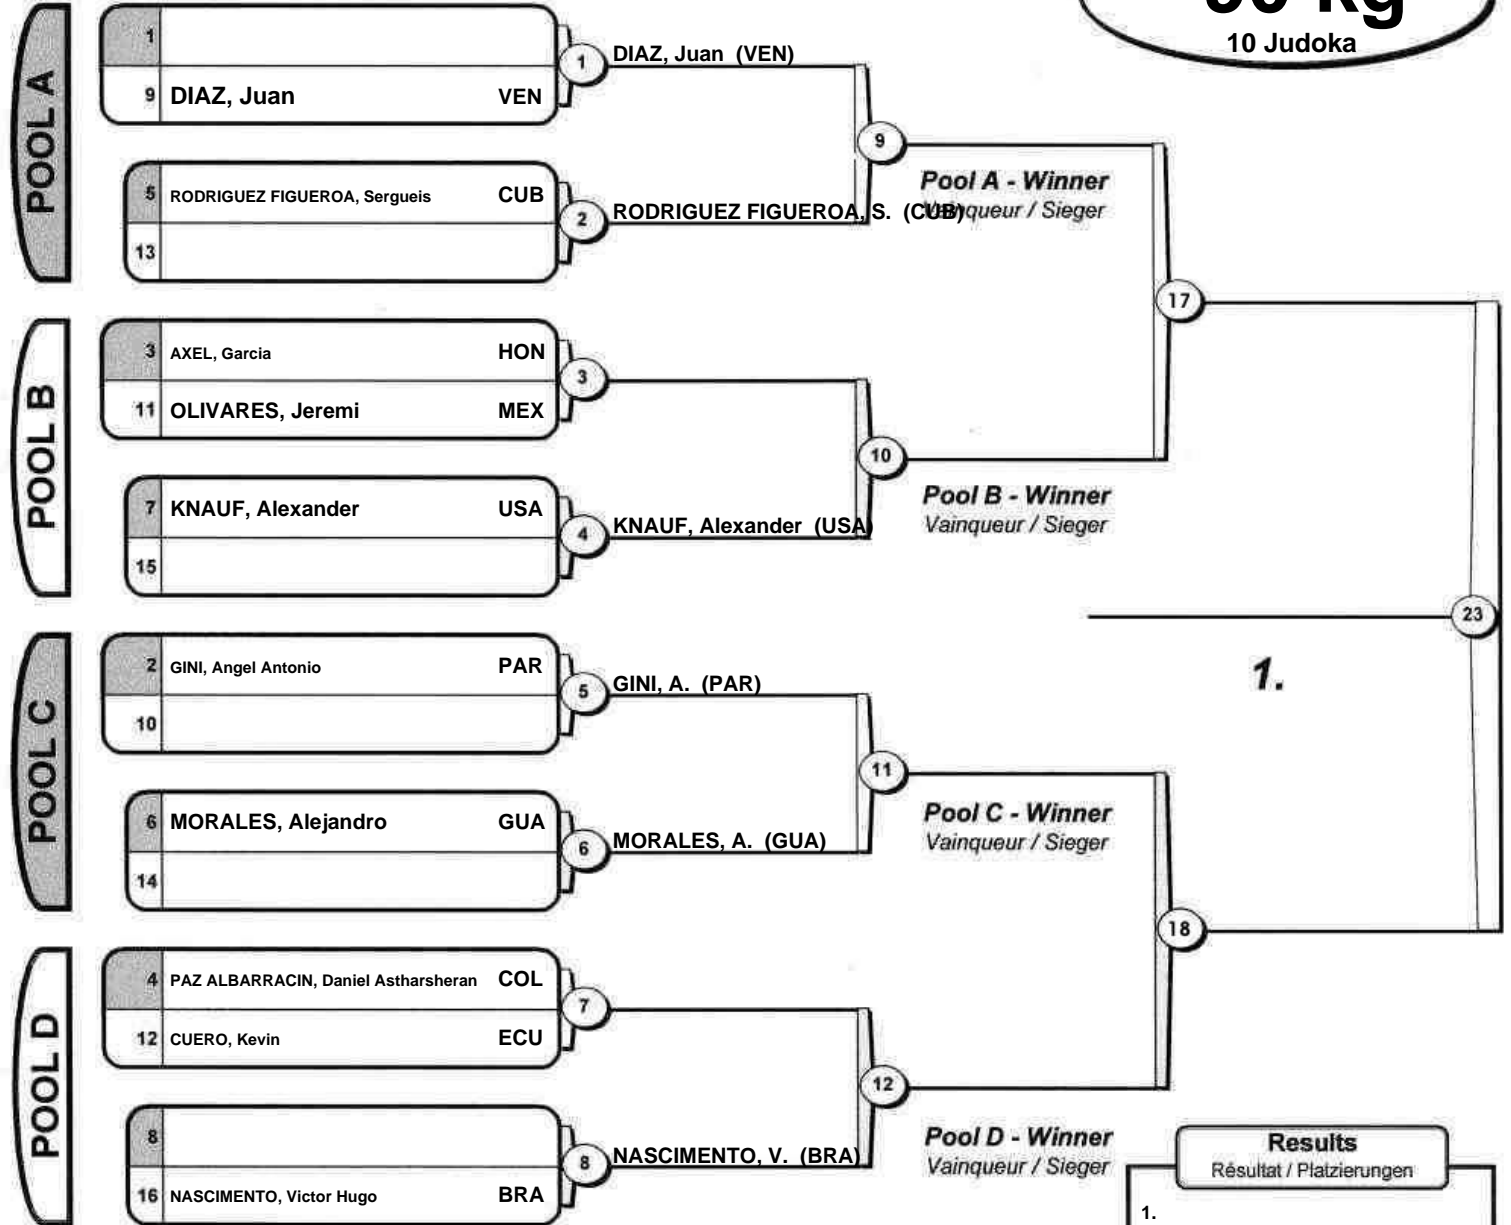 10 Judoka
POOL A
1
9 DIAZ, Juan VEN
1
DIAZ, Juan (VEN)
5 RODRIGUEZ FIGUEROA, Sergueis CUB
13
2
RODRIGUEZ FIGUEROA, S. (CUB)
9
Pool A - Winner
Vainqueur / Sieger
POOL B
3 AXEL, Garcia HON
11 OLIVARES, Jeremi MEX
3
7 KNAUF, Alexander USA
15
4
KNAUF, Alexander (USA)
10
Pool B - Winner
Vainqueur / Sieger
17
POOL C
2 GINI, Angel Antonio PAR
10
5
GINI, A. (PAR)
6 MORALES, Alejandro GUA
14
6
MORALES, A. (GUA)
11
Pool C - Winner
Vainqueur / Sieger
23
1.
POOL D
4 PAZ ALBARRACIN, Daniel Astharsheran COL
12 CUERO, Kevin ECU
7
8
16 NASCIMENTO, Victor Hugo BRA
8
NASCIMENTO, V. (BRA)
12
Pool D - Winner
Vainqueur / Sieger
18
Results
Résultat / Platzierungen
1.